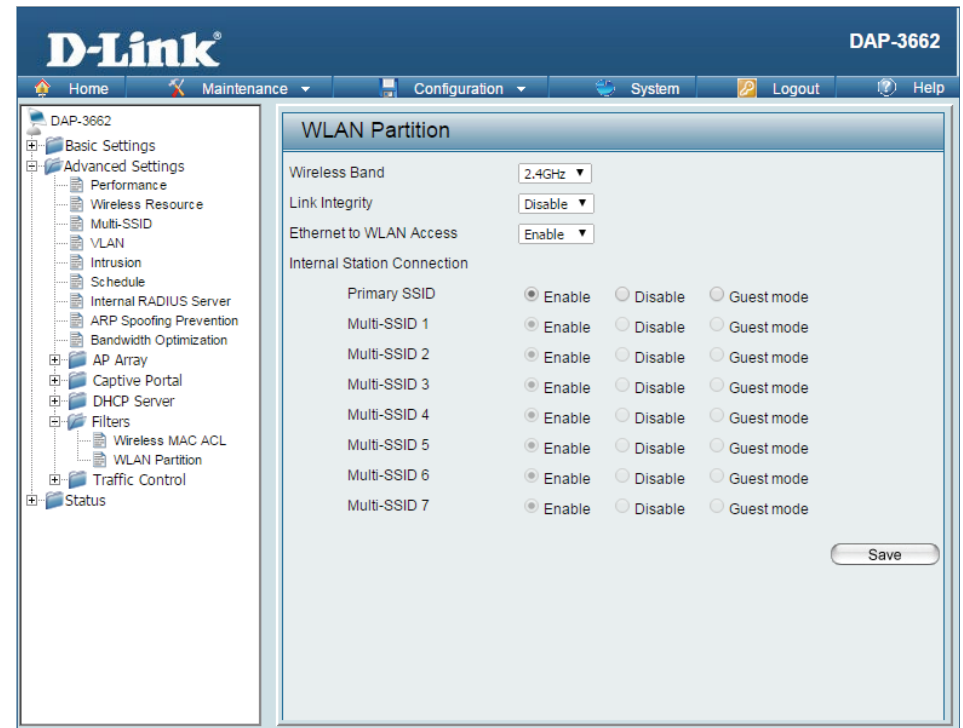 D-Link®
DAP-3662
Home Maintenance Configuration System Logout Help
DAP-3662
Basic Settings
Advanced Settings
Performance
Wireless Resource
Multi-SSID
VLAN
Intrusion
Schedule
Internal RADIUS Server
ARP Spoofing Prevention
Bandwidth Optimization
AP Array
Captive Portal
DHCP Server
Filters
Wireless MAC ACL
WLAN Partition
Traffic Control
Status
WLAN Partition
Wireless Band 2.4GHz
Link Integrity Disable
Ethernet to WLAN Access Enable
Internal Station Connection
Primary SSID Enable Disable Guest mode
Multi-SSID 1 Enable Disable Guest mode
Multi-SSID 2 Enable Disable Guest mode
Multi-SSID 3 Enable Disable Guest mode
Multi-SSID 4 Enable Disable Guest mode
Multi-SSID 5 Enable Disable Guest mode
Multi-SSID 6 Enable Disable Guest mode
Multi-SSID 7 Enable Disable Guest mode
Save